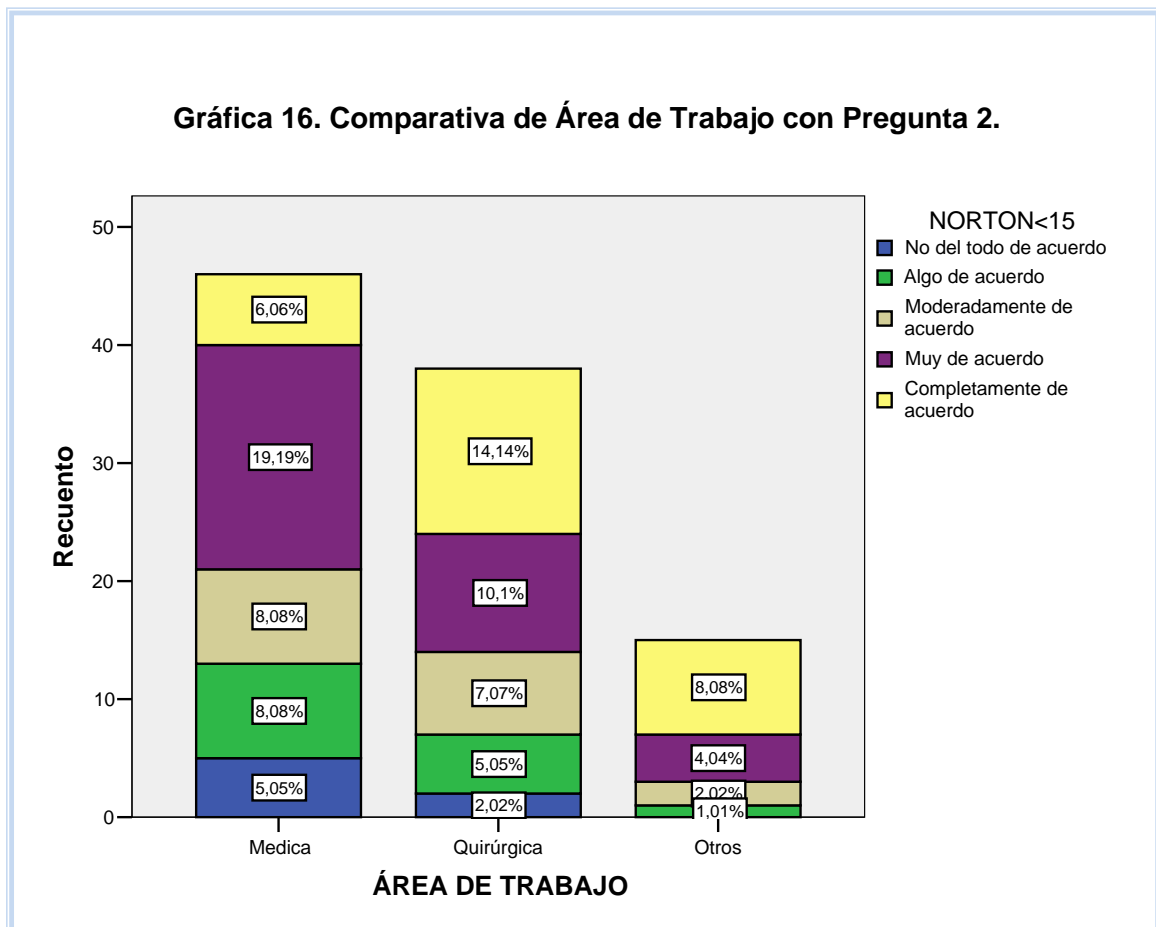 Gráfica 16. Comparativa de Área de Trabajo con Pregunta 2.
NORTON<15
No del todo de acuerdo
Algo de acuerdo
Moderadamente de
acuerdo
Muy de acuerdo
Completamente de
acuerdo
Recuento
50
40
30
20
10
0
6,06%
19,19%
8,08%
8,08%
5,05%
14,14%
10,1%
7,07%
5,05%
2,02%
8,08%
4,04%
2,02%
1,01%
Medica
Quirúrgica
Otros
ÁREA DE TRABAJO